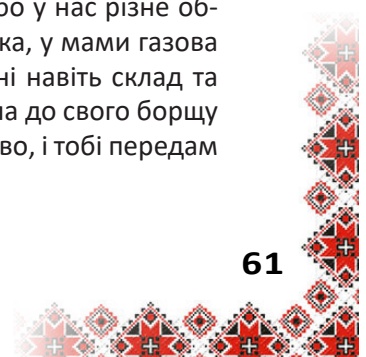 ро у нас різне об-
ка, у мами газова
ні навіть склад та
на до свого борщу
во, і тобі передам
61